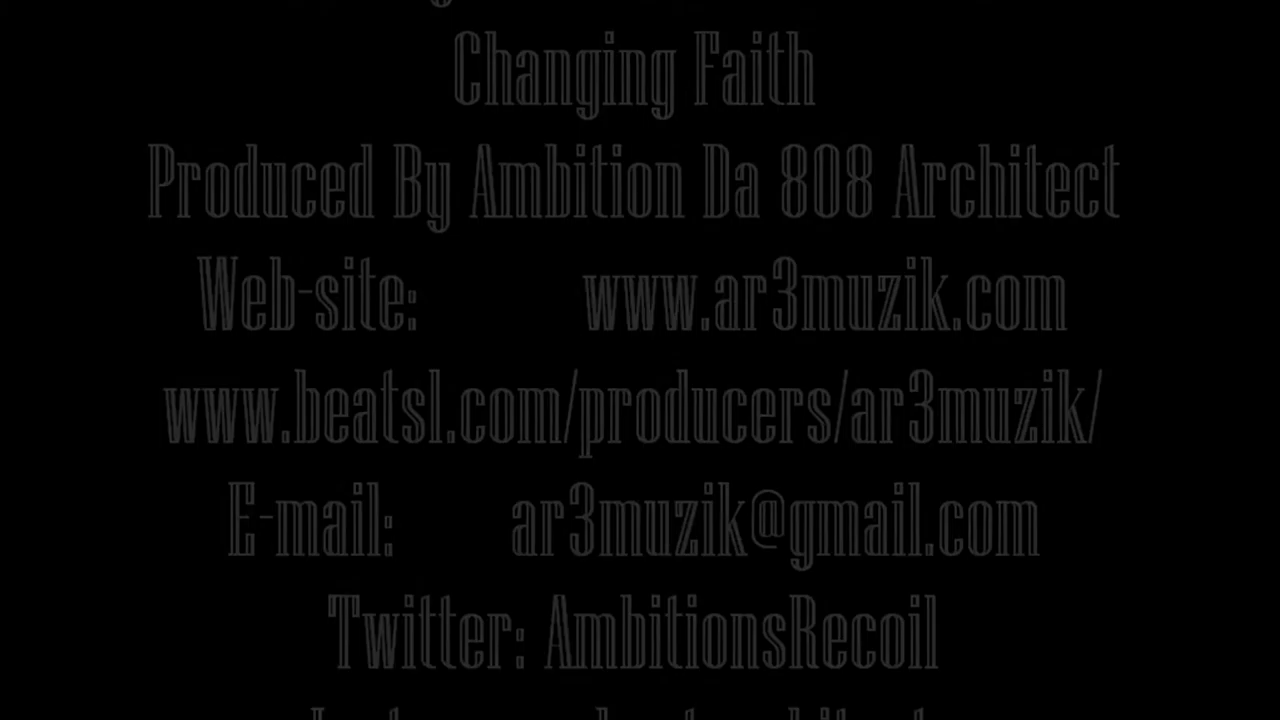 Changing Faith
Produced By Ambition Da 808 Architect
Web-site: www.ar3muzik.com
www.beatsl.com/producers/ar3muzik/
E-mail: ar3muzik@gmail.com
Twitter: AmbitionsRecoil